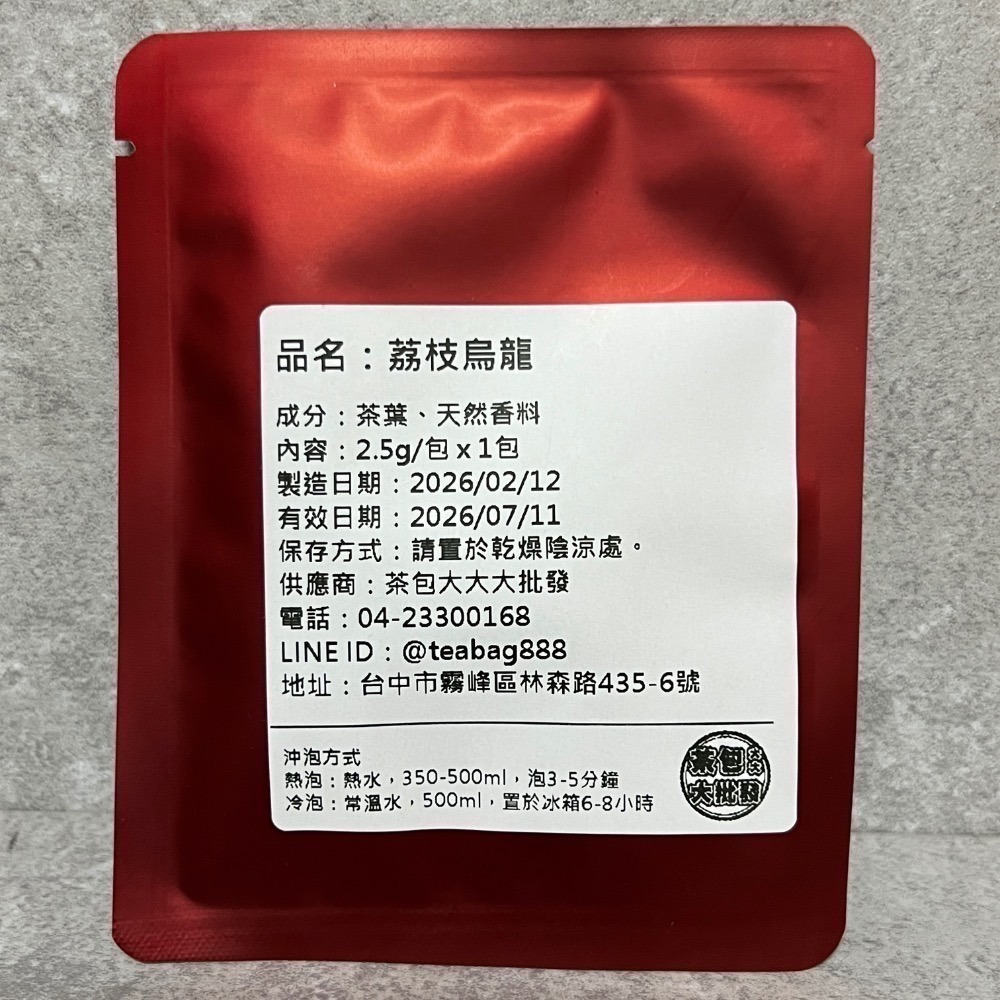 品名：荔枝烏龍
成分：茶葉、天然香料
內容：2.5g/包 x 1包
製造日期：2026/02/12
有效日期：2026/07/11
保存方式：請置於乾燥陰涼處。
供應商：茶包大大大批發
電話：04-23300168
LINE ID：@teabag888
地址：台中市霧峰區林森路435-6號
沖泡方式
熱泡：熱水，350-500ml，泡3-5分鐘
冷泡：常溫水，500ml，置於冰箱6-8小時
茶包大大
大批發